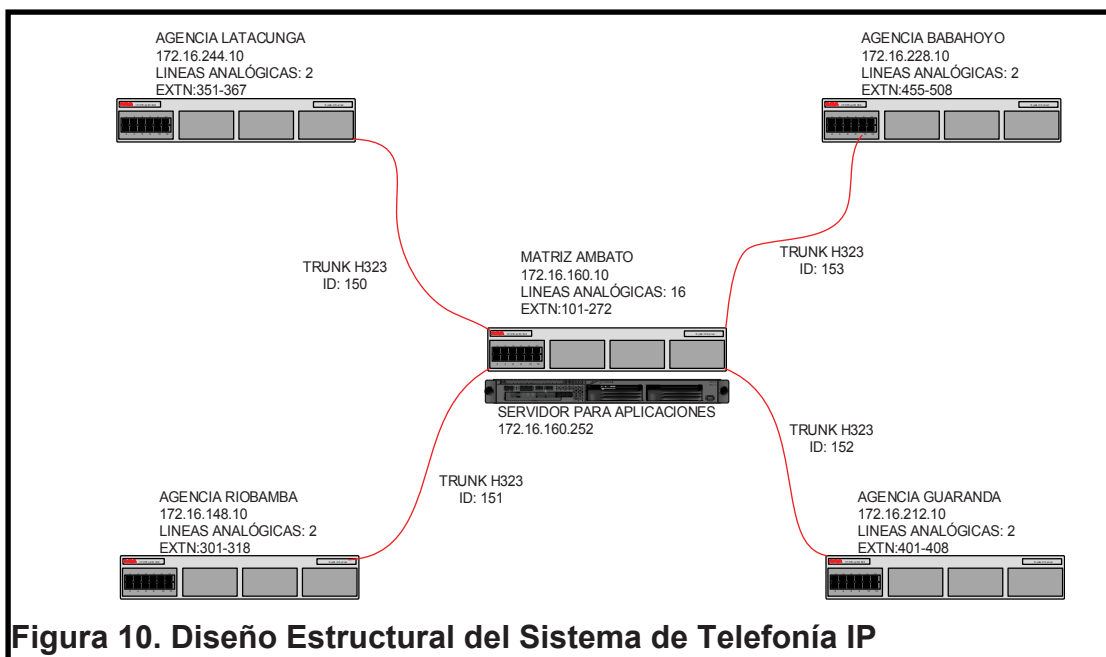 AGENCIA LATACUNGA
172.16.244.10
LINEAS ANALÓGICAS: 2
EXTN:351-367
AGENCIA BABAHOYO
172.16.228.10
LINEAS ANALÓGICAS: 2
EXTN:455-508
TRUNK H323
ID: 150
MATRIZ AMBATO
172.16.160.10
LINEAS ANALÓGICAS: 16
EXTN:101-272
TRUNK H323
ID: 153
SERVIDOR PARA APLICACIONES
172.16.160.252
TRUNK H323
ID: 152
TRUNK H323
ID: 151
AGENCIA RIOBAMBA
172.16.148.10
LINEAS ANALÓGICAS: 2
EXTN:301-318
AGENCIA GUARANDA
172.16.212.10
LINEAS ANALÓGICAS: 2
EXTN:401-408
Figura 10. Diseño Estructural del Sistema de Telefonía IP